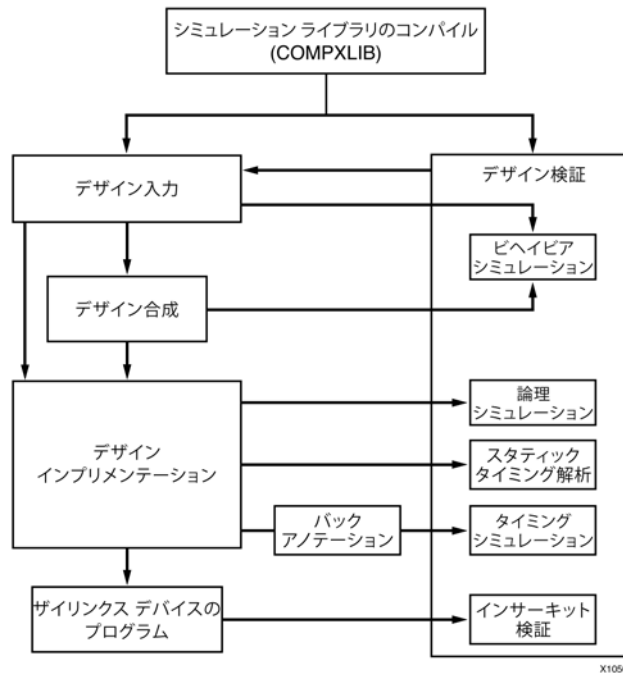 シミュレーション ライブラリのコンパイル
(COMPXLIB)
デザイン入力
デザイン検証
ビヘイビア
シミュレーション
デザイン合成
論理
シミュレーション
デザイン
インプリメンテーション
スタティック
タイミング解析
バック
アノテーション
タイミング
シミュレーション
ザイリンクス デバイスの
プログラム
インサーキット
検証